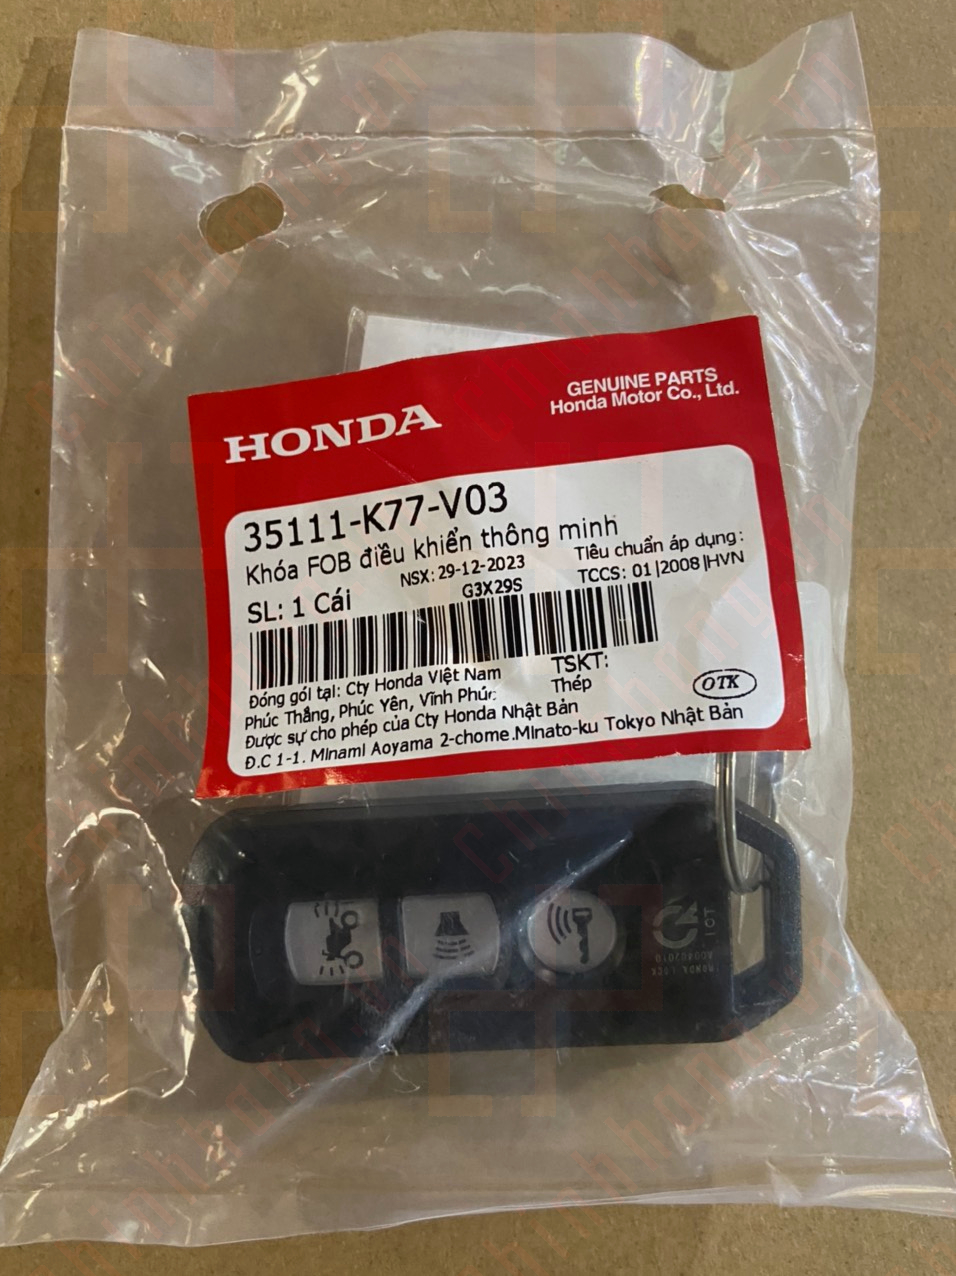 HONDA
GENUINE PARTS
Honda Motor Co., Ltd.
35111-K77-V03
Khóa FOB điều khiển thông minh
NSX: 29-12-2023
Tiêu chuẩn áp dụng:
SL: 1 Cái
G3X29S
TCCS: 01|2008|HVN
Đóng gói tại: Cty Honda Việt Nam
TSKT:
Phúc Thắng, Phúc Yên, Vĩnh Phúc
Thép
OTK
Được sự cho phép của Cty Honda Nhật Bản
Đ.C 1-1. Minami Aoyama 2-chome.Minato-ku Tokyo Nhật Bản
ICT
HONDA LOCK